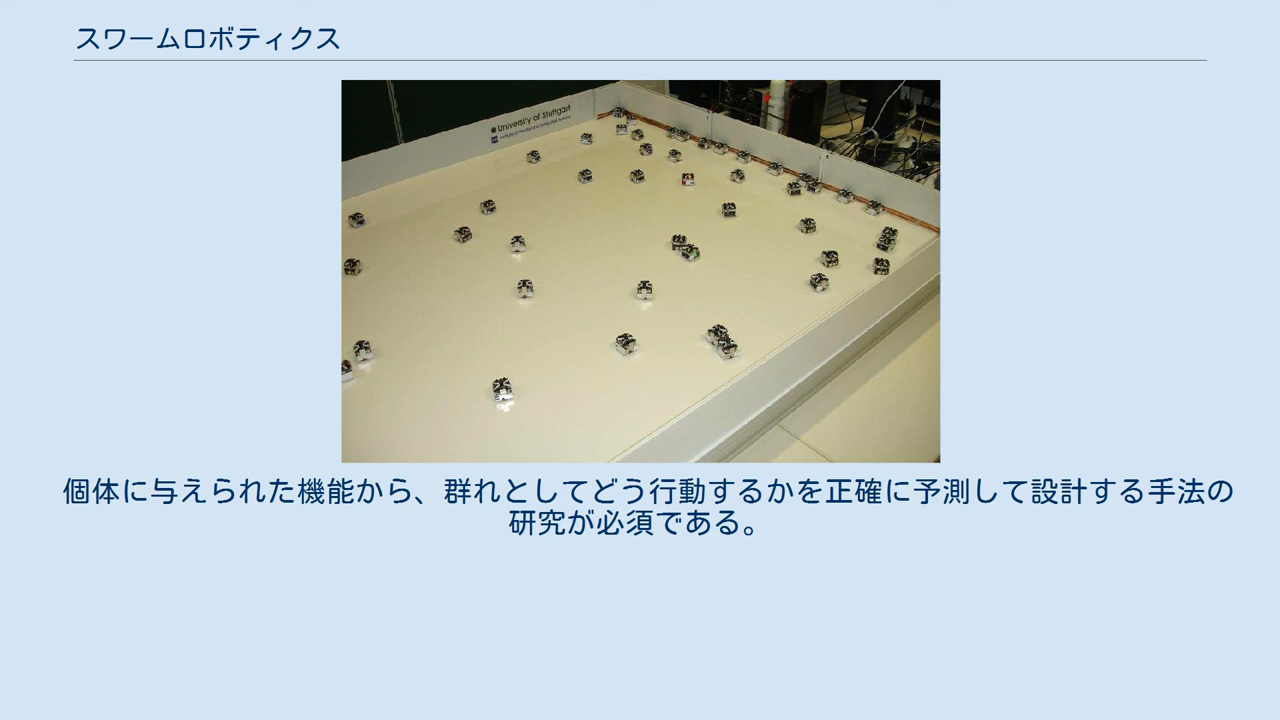 スワームロボティクス
University of Stuttgart
個体に与えられた機能から、群れとしてどう行動するかを正確に予測して設計する手法の
研究が必須である。